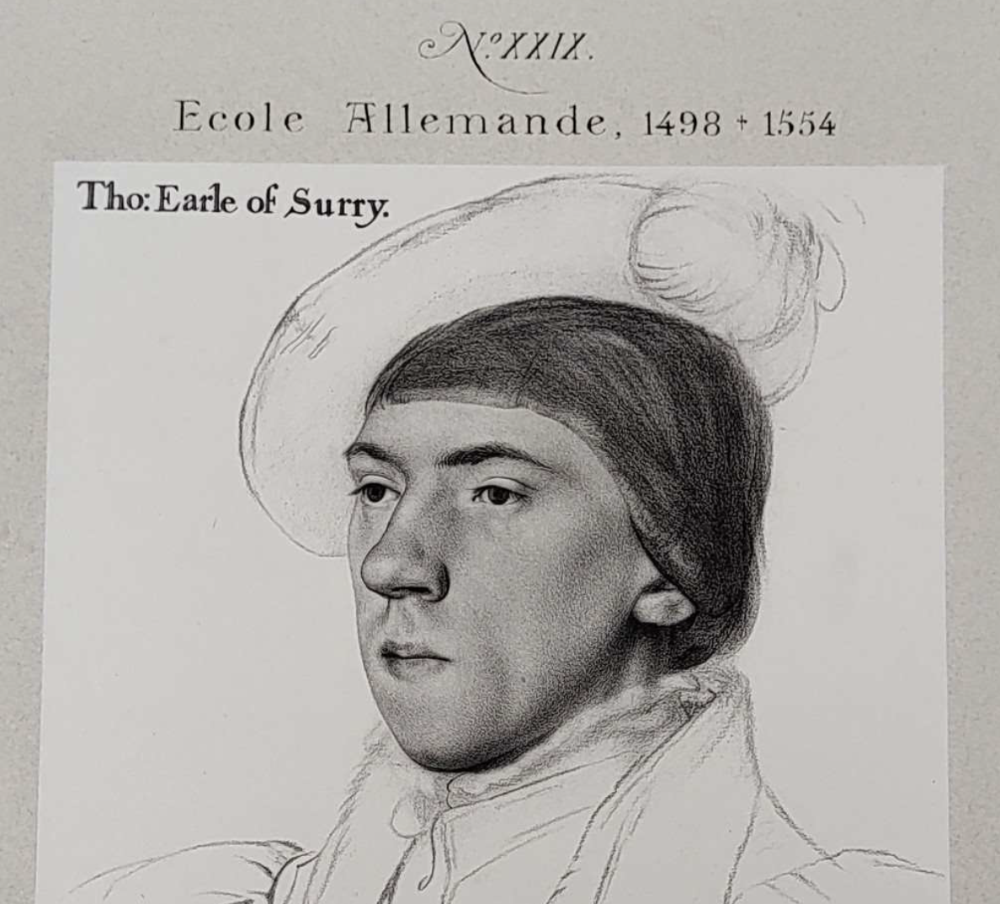 N.º XXIX.
Ecole Allemande, 1498 + 1554
Tho: Earle of Surry.